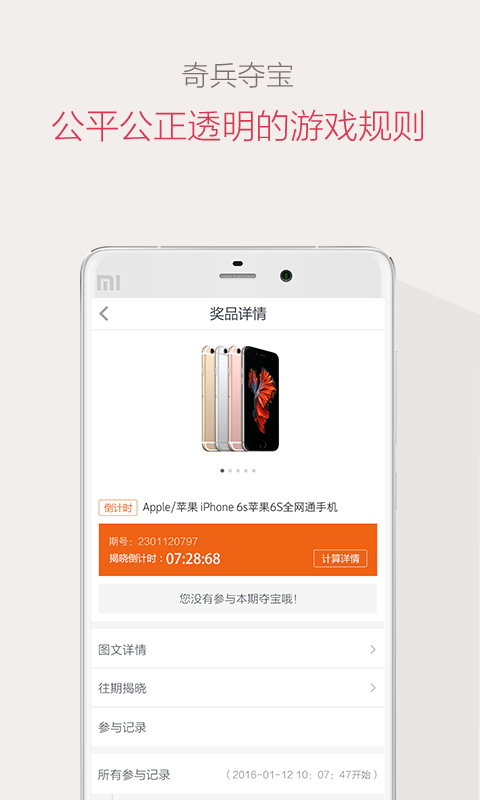 奇兵夺宝
公平公正透明的游戏规则
mi
奖品详情
倒计时 Apple/苹果 iPhone 6s苹果6S全网通手机
期号：2301120797
揭晓倒计时：07:28:68 计算详情
您没有参与本期夺宝哦！
图文详情
往期揭晓
参与记录
所有参与记录 （2016-01-12 10：07：47开始）